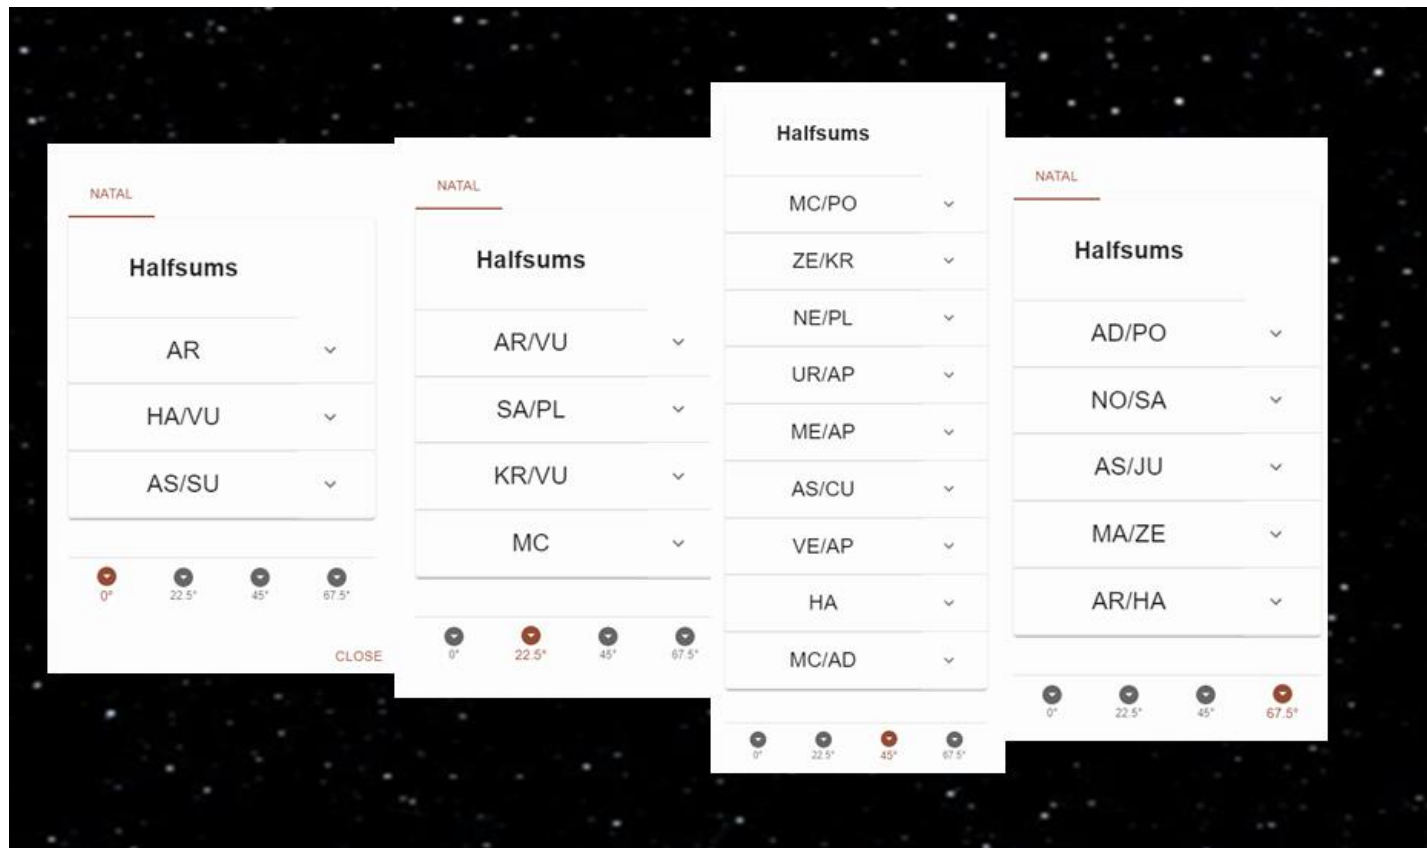 NATAL
Halfsums
AR
HA/VU
AS/SU
0° 22.5° 45° 67.5°
CLOSE
NATAL
Halfsums
AR/VU
SA/PL
KR/VU
MC
0° 22.5° 45° 67.5°
Halfsums
MC/PO
ZE/KR
NE/PL
UR/AP
ME/AP
AS/CU
VE/AP
HA
MC/AD
0° 22.5° 45° 67.5°
NATAL
Halfsums
AD/PO
NO/SA
AS/JU
MA/ZE
AR/HA
0° 22.5° 45° 67.5°